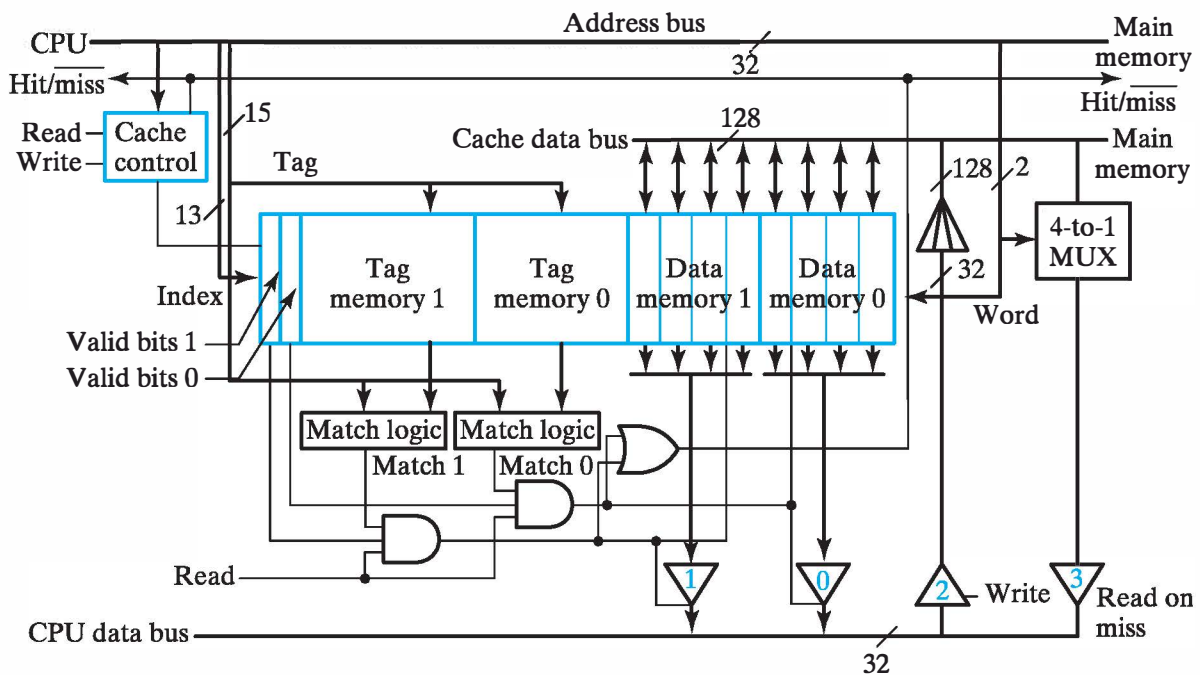 Address bus
CPU
Main
memory
32
Hit/miss
Hit/miss
15
128
Read
Write
Cache
control
Cache data bus
Main
memory
Tag
128
2
13
4-to-1
MUX
Tag
memory 1
Tag
memory 0
Data
memory 1
Data
memory 0
32
Index
Word
Valid bits 1
Valid bits 0
Match logic
Match logic
Match 1
Match 0
Read
1
0
2
3
Write
Read on
miss
CPU data bus
32